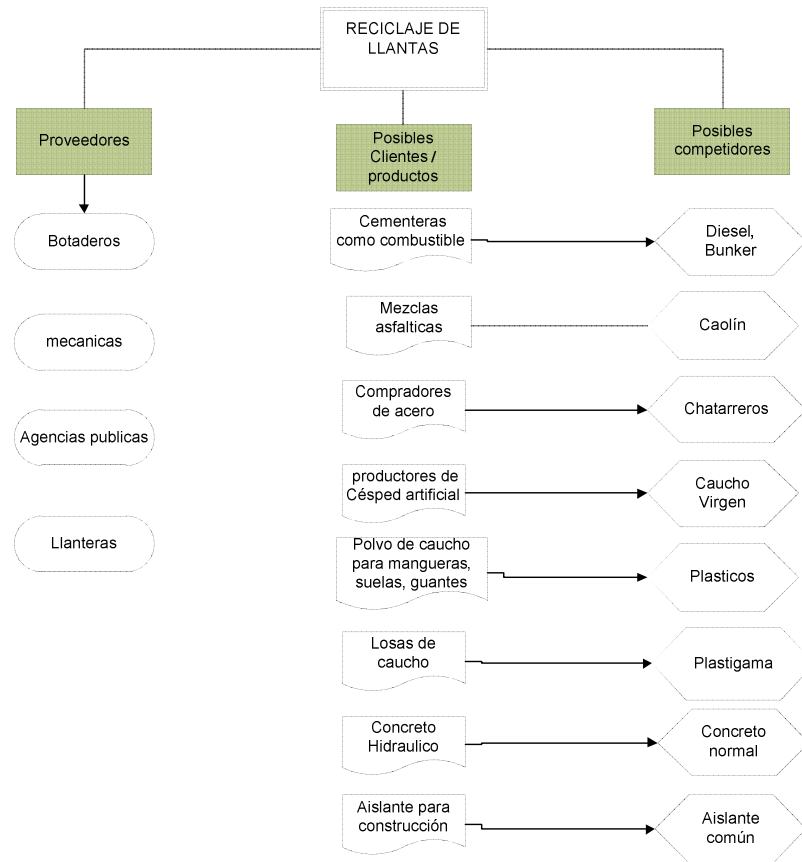 RECICLAJE DE
LLANTAS
Proveedores
Posibles
Clientes /
productos
Posibles
competidores
Botaderos
mecanicas
Agencias publicas
Llanteras
Cementeras
como combustible
Diesel,
Bunker
Mezclas
asfalticas
Caolín
Compradores
de acero
Chatarreros
productores de
Césped artificial
Caucho
Virgen
Polvo de caucho
para mangueras,
suelas, guantes
Plasticos
Losas de
caucho
Plastigama
Concreto
Hidraulico
Concreto
normal
Aislante para
construcción
Aislante
común